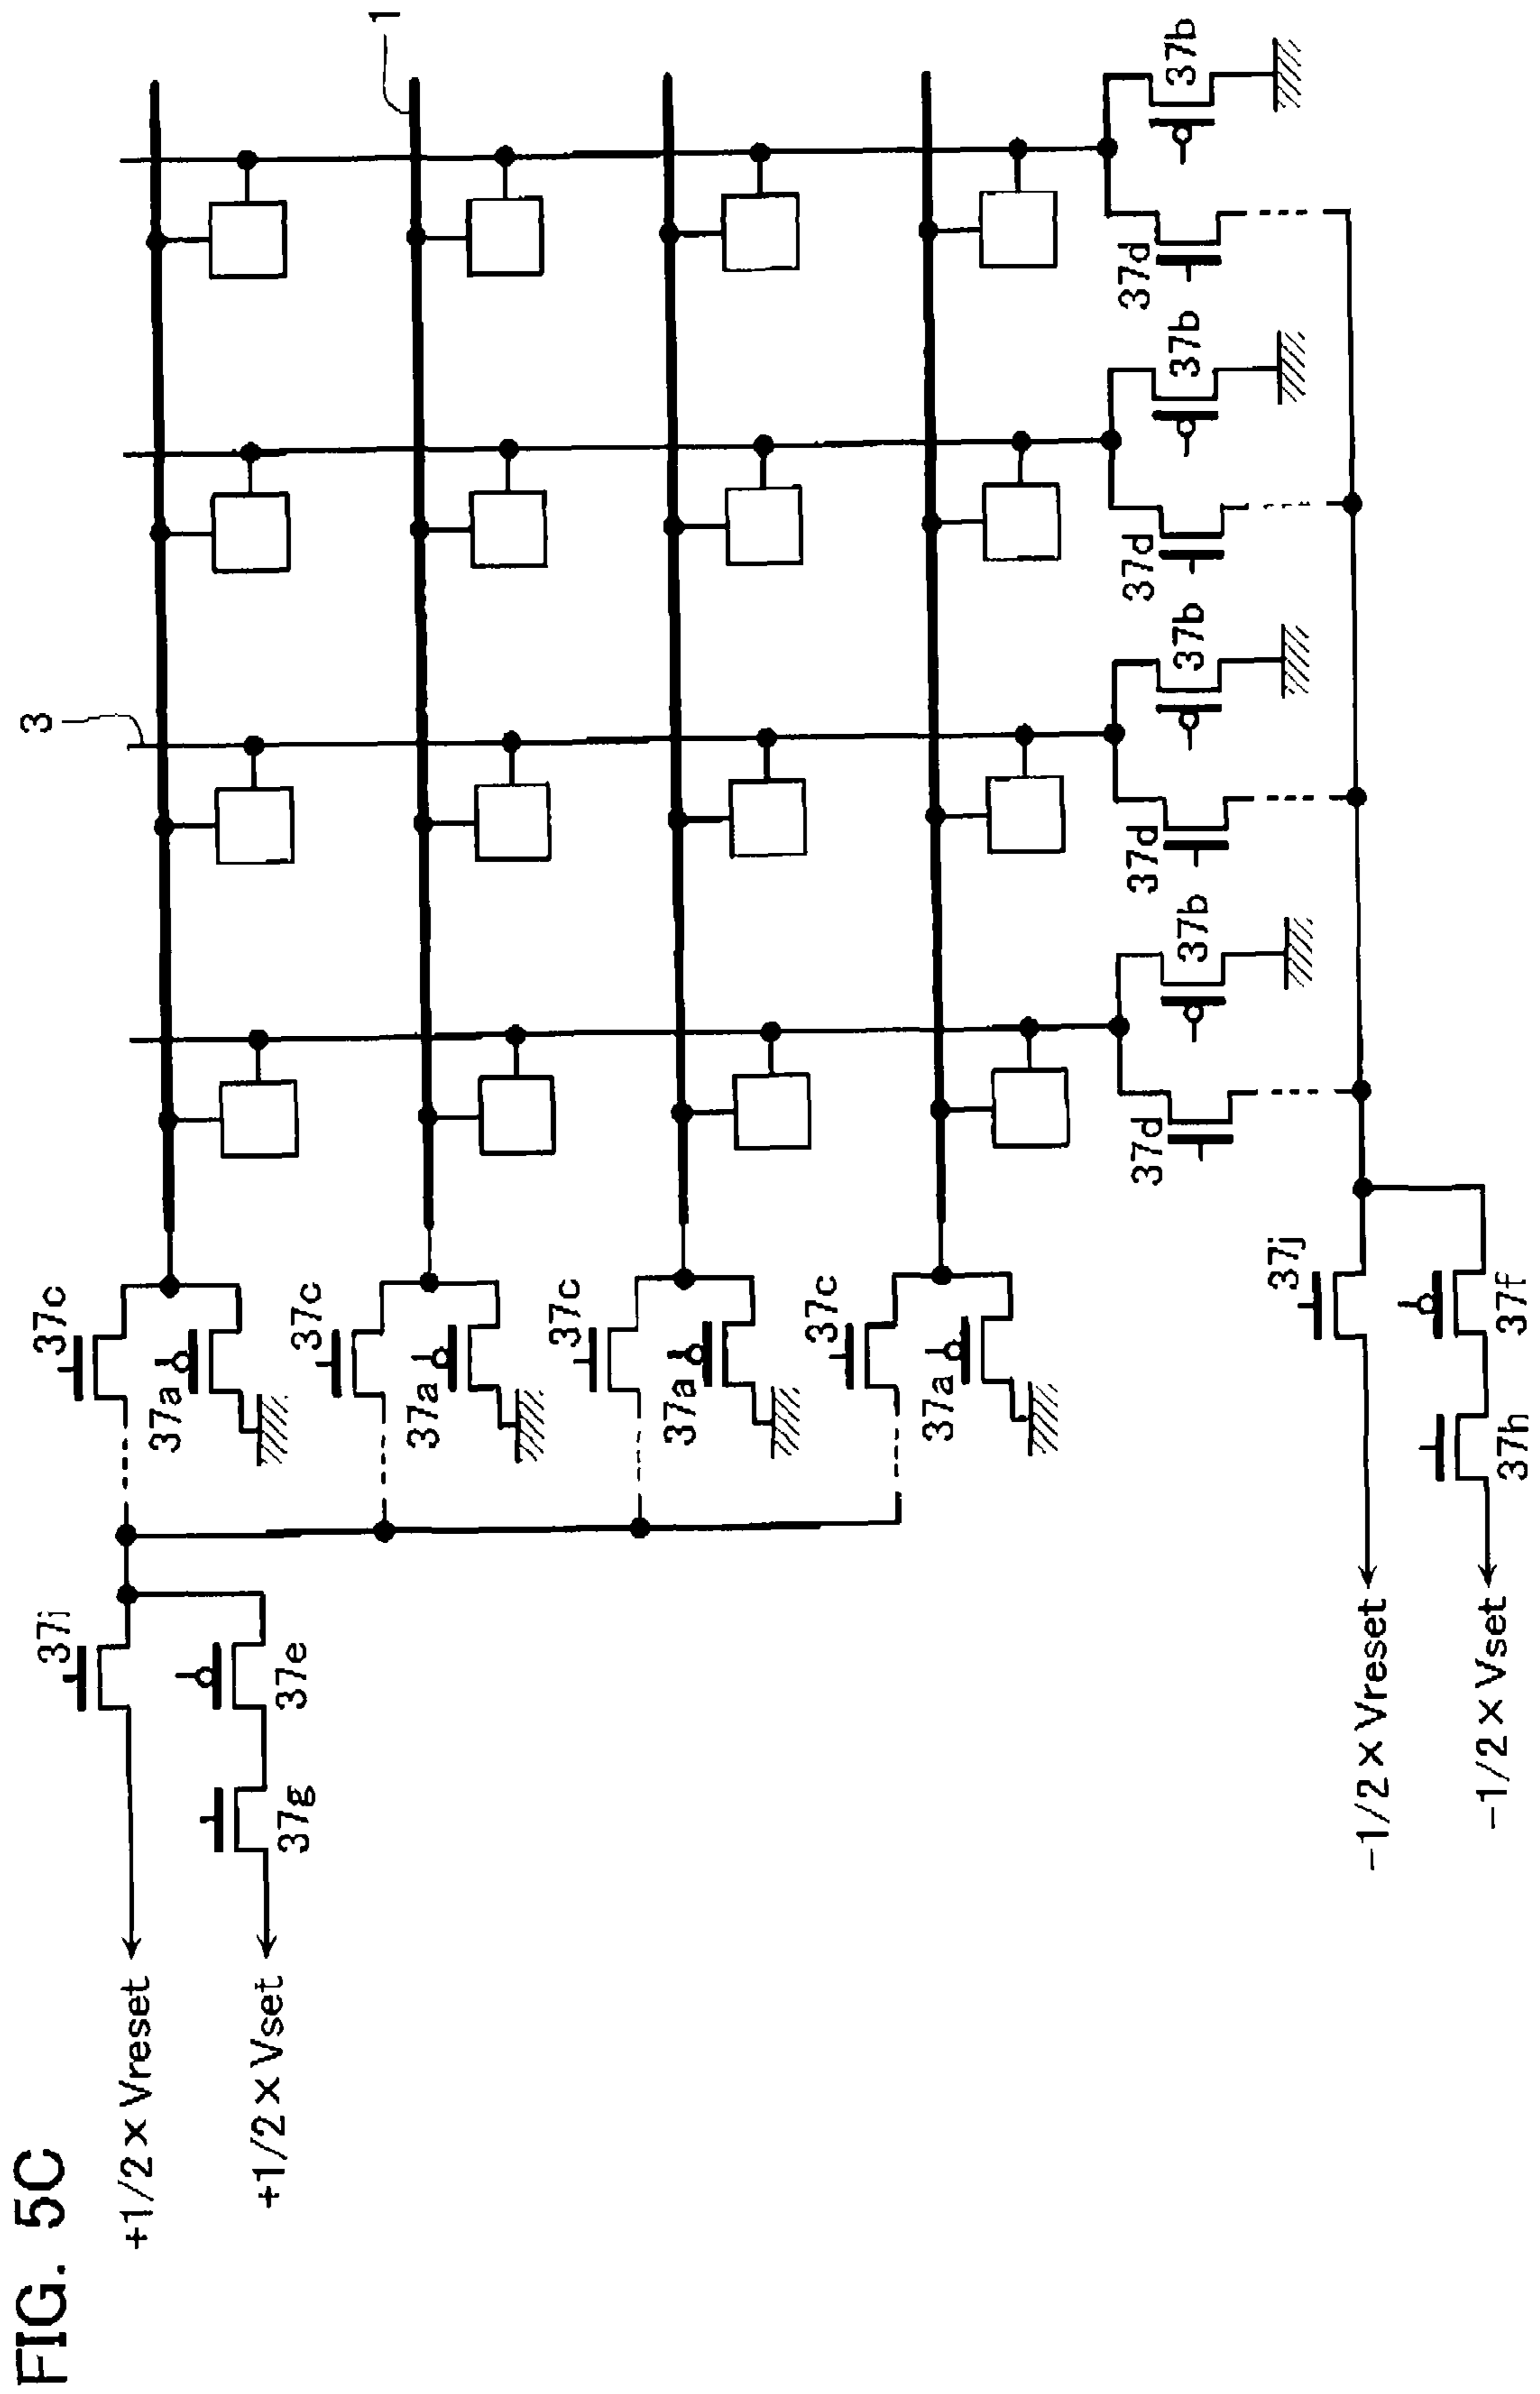 FIG. 5C
+1/2×Vreset
+1/2×Vset
37i
37e
37g
37c
37a
37c
37a
37c
37a
37c
37a
3
1
37d
37b
37d
37b
37d
37b
37d
37b
37j
37f
37h
-1/2×Vreset
-1/2×Vset